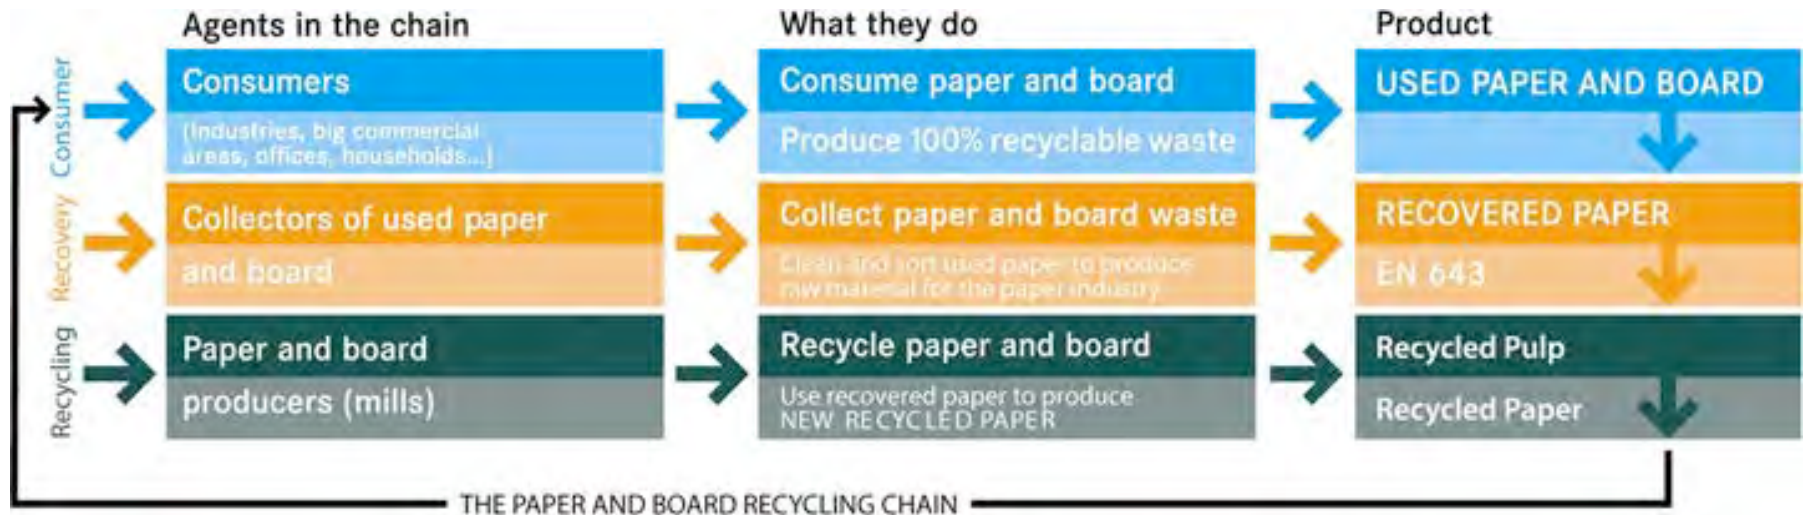 Agents in the chain
What they do
Product
Consumer
Consumers
(Industries, big commercial
areas, offices, households...)
Consume paper and board
Produce 100% recyclable waste
USED PAPER AND BOARD
Recovery
Collectors of used paper
and board
Collect paper and board waste
Clean and sort used paper to produce
raw material for the paper industry
RECOVERED PAPER
EN 643
Recycling
Paper and board
producers (mills)
Recycle paper and board
Use recovered paper to produce
NEW RECYCLED PAPER
Recycled Pulp
Recycled Paper
THE PAPER AND BOARD RECYCLING CHAIN